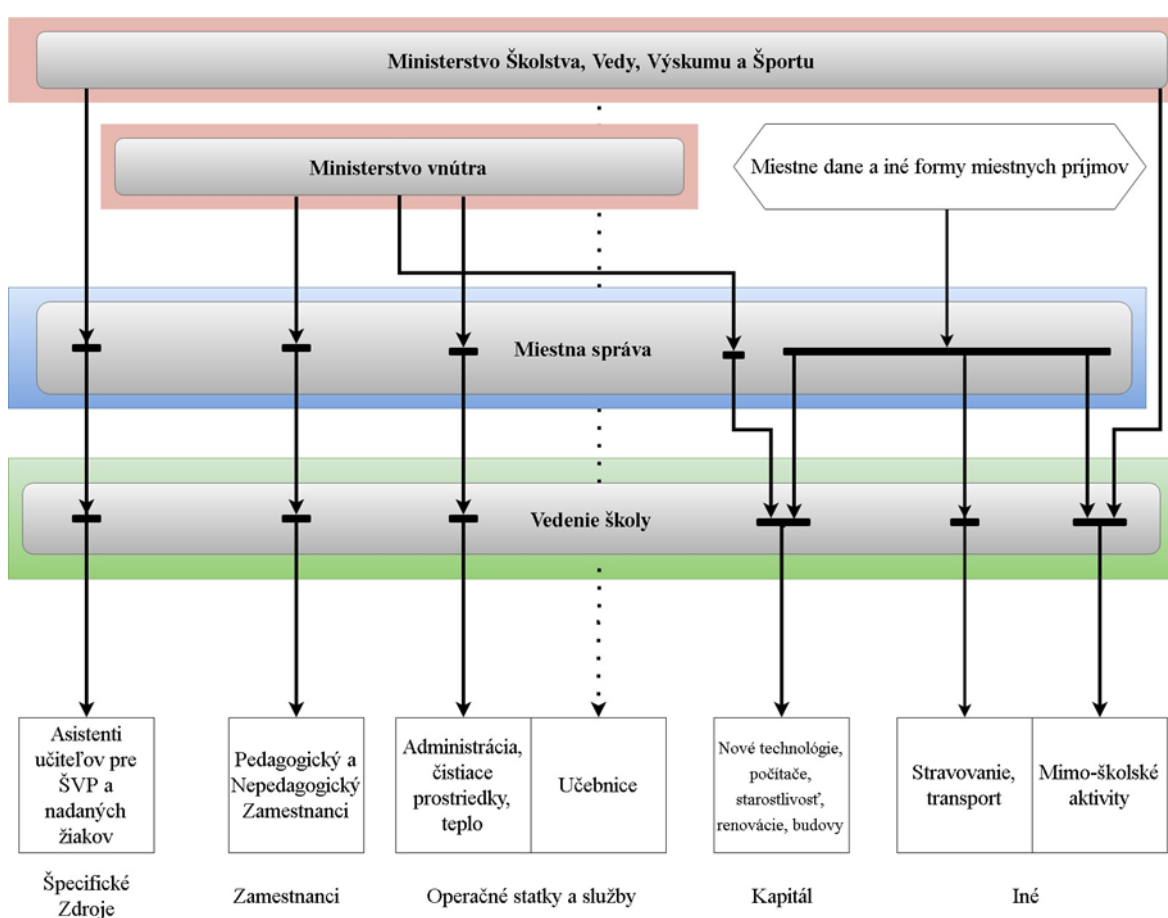 Ministerstvo Školstva, Vedy, Výskumu a Športu
Ministerstvo vnútra
Miestne dane a iné formy miestnych príjmov
Miestna správa
Vedenie školy
Asistenti
učiteľov pre
ŠVP a
nadaných
žiakov
Pedagogický a
Nepedagogický
Zamestnanci
Administrácia,
čistiace
prostriedky,
teplo
Učebnice
Nové technológie,
počítače,
starostlivosť,
renovácie, budovy
Stravovanie,
transport
Mimo-školské
aktivity
Špecifické
Zdroje
Zamestnanci
Operačné statky a služby
Kapitál
Iné